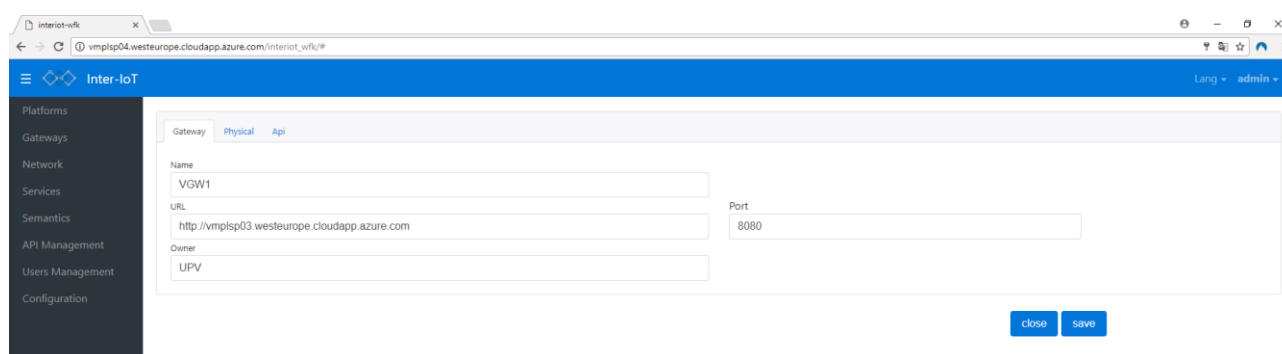 interiot-wfk
vmplsp04.westeurope.cloudapp.azure.com/interiot_wfk/#
Inter-IoT
Lang admin
Platforms
Gateways
Network
Services
Semantics
API Management
Users Management
Configuration
Gateway Physical Api
Name
VGW1
URL Port
http://vmplsp03.westeurope.cloudapp.azure.com 8080
Owner
UPV
close save